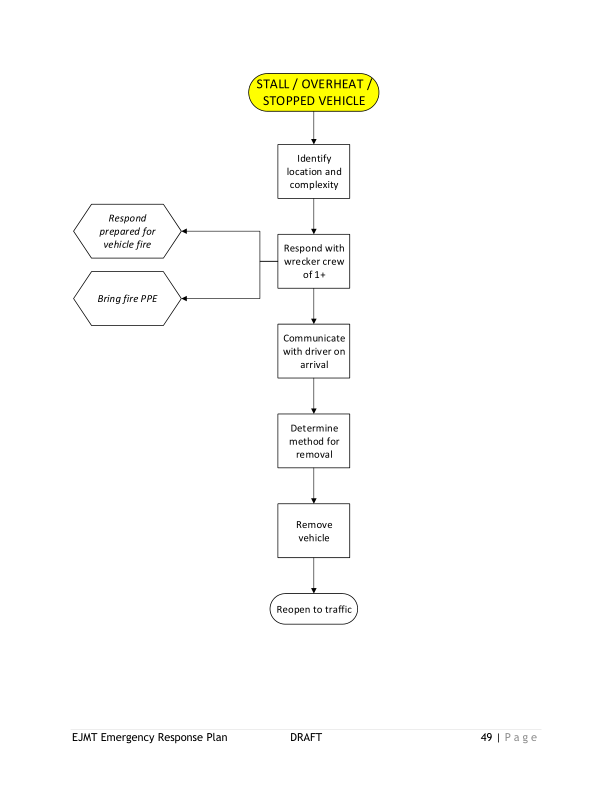 STALL / OVERHEAT /
STOPPED VEHICLE
Identify
location and
complexity
Respond
prepared for
vehicle fire
Respond with
wrecker crew
of 1+
Bring fire PPE
Communicate
with driver on
arrival
Determine
method for
removal
Remove
vehicle
Reopen to traffic
EJMT Emergency Response Plan DRAFT 49 | Page